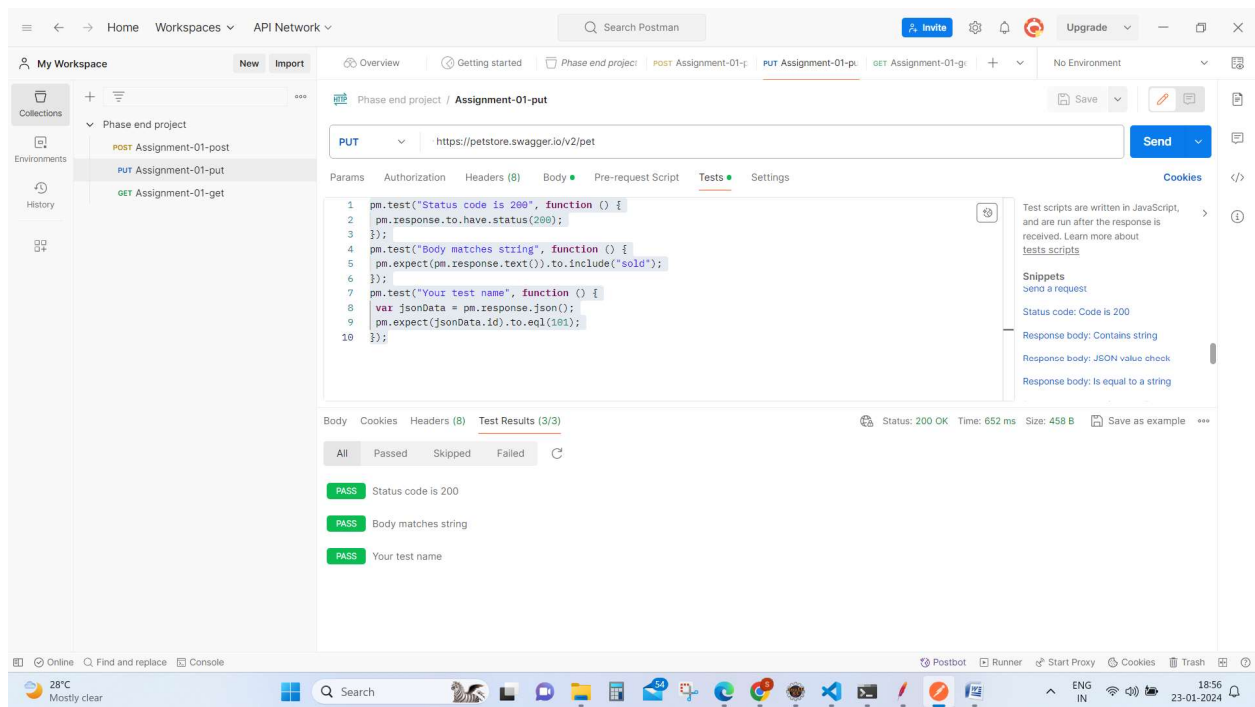 Home Workspaces API Network Search Postman Invite Upgrade
My Workspace New Import Overview Getting started Phase end project POST Assignment-01-p PUT Assignment-01-pu GET Assignment-01-ge No Environment
Collections
Environments
History
Phase end project
POST Assignment-01-post
PUT Assignment-01-put
GET Assignment-01-get
HTTP Phase end project / Assignment-01-put Save
PUT https://petstore.swagger.io/v2/pet Send
Params Authorization Headers (8) Body Pre-request Script Tests Settings Cookies
1 pm.test("Status code is 200", function () {
2 pm.response.to.have.status(200);
3 });
4 pm.test("Body matches string", function () {
5 pm.expect(pm.response.text()).to.include("sold");
6 });
7 pm.test("Your test name", function () {
8 var jsonData = pm.response.json();
9 pm.expect(jsonData.id).to.eql(101);
10 });
Test scripts are written in JavaScript,
and are run after the response is
received. Learn more about
tests scripts
Snippets
Send a request
Status code: Code is 200
Response body: Contains string
Response body: JSON value check
Response body: Is equal to a string
Body Cookies Headers (8) Test Results (3/3) Status: 200 OK Time: 652 ms Size: 458 B Save as example
All Passed Skipped Failed
PASS Status code is 200
PASS Body matches string
PASS Your test name
Online Find and replace Console Postbot Runner Start Proxy Cookies Trash
28°C
Mostly clear
Search
54
ENG
IN
18:56
23-01-2024